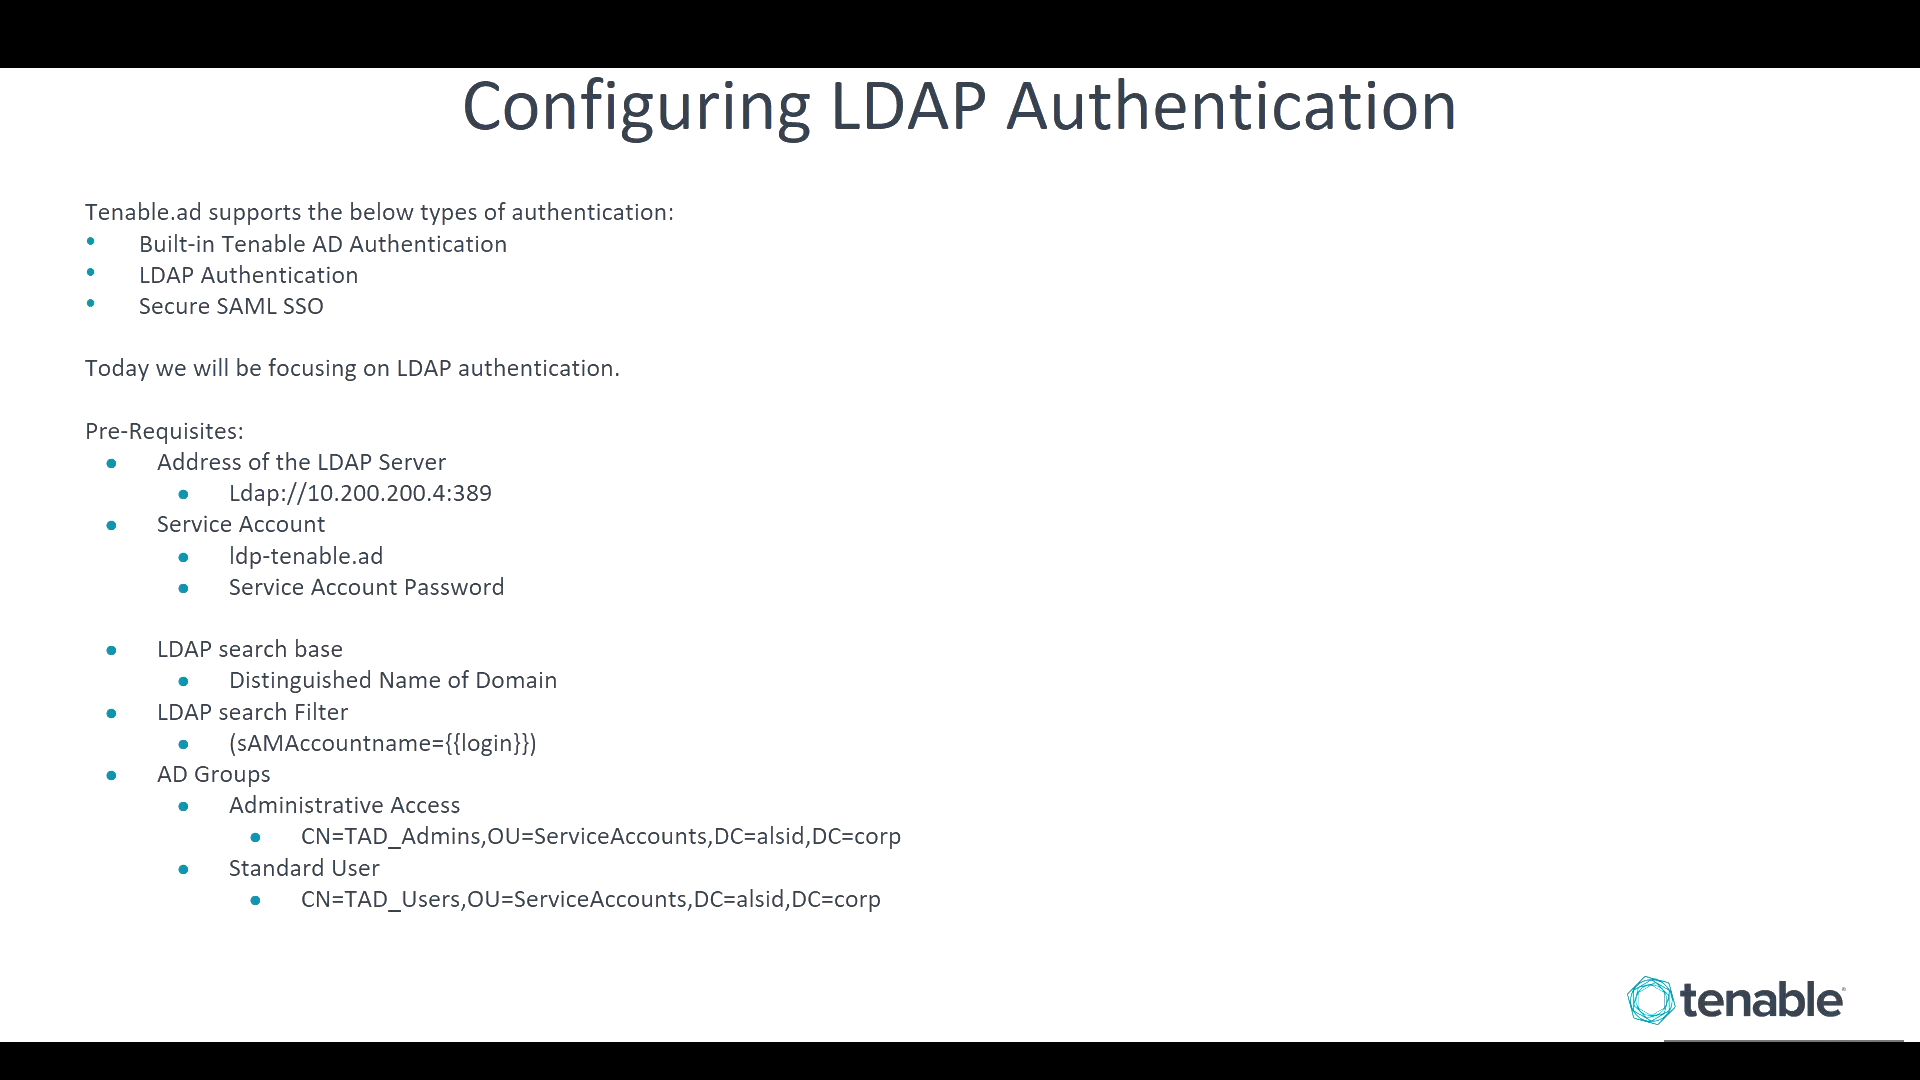 Configuring LDAP Authentication
Tenable.ad supports the below types of authentication:
• Built-in Tenable AD Authentication
• LDAP Authentication
• Secure SAML SSO
Today we will be focusing on LDAP authentication.
Pre-Requisites:
● Address of the LDAP Server
● Ldap://10.200.200.4:389
● Service Account
● ldp-tenable.ad
● Service Account Password
● LDAP search base
● Distinguished Name of Domain
● LDAP search Filter
● (sAMAccountname={{login}})
● AD Groups
● Administrative Access
● CN=TAD_Admins,OU=ServiceAccounts,DC=alsid,DC=corp
● Standard User
● CN=TAD_Users,OU=ServiceAccounts,DC=alsid,DC=corp
tenable